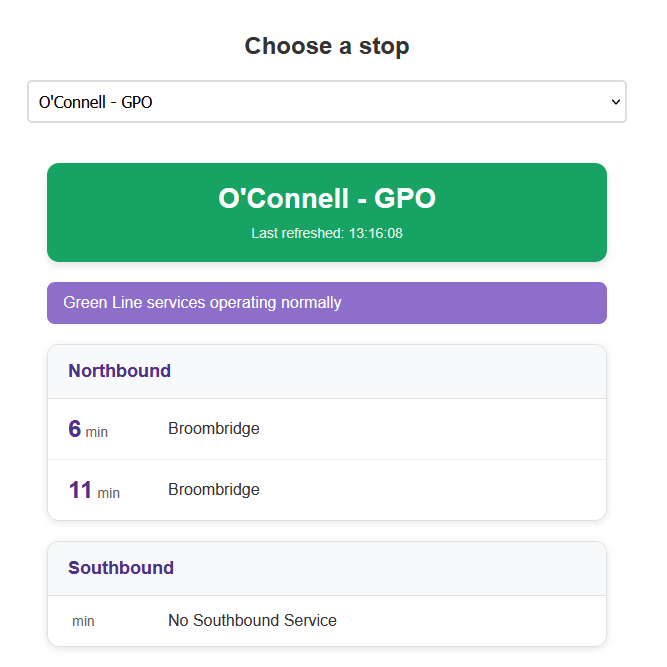 Choose a stop
O'Connell - GPO
O'Connell - GPO
Last refreshed: 13:16:08
Green Line services operating normally
Northbound
6 min Broombridge
11 min Broombridge
Southbound
min No Southbound Service